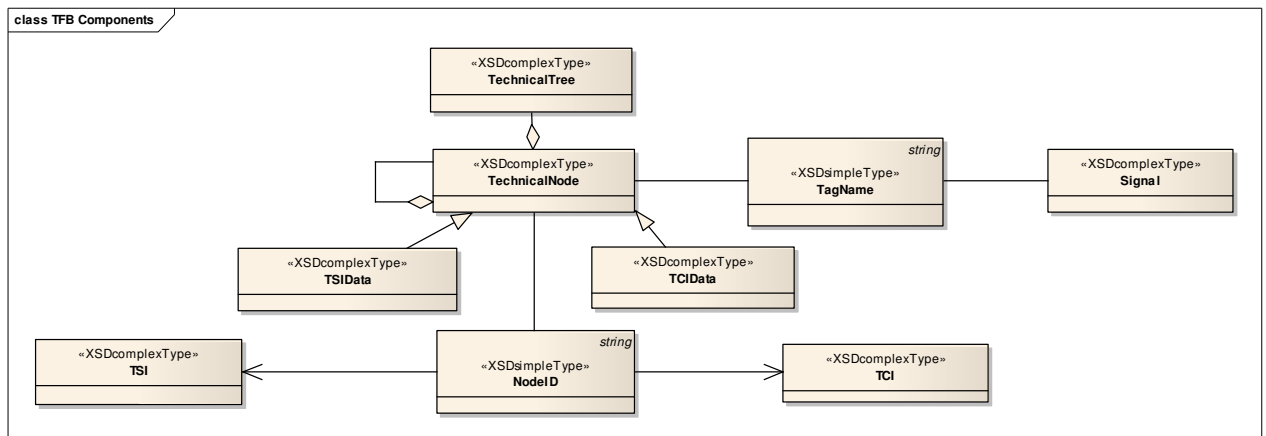 class TFB Components
«XSDcomplexType»
TechnicalTree
«XSDcomplexType»
TechnicalNode
string
«XSDsimpleType»
TagName
«XSDcomplexType»
Signal
«XSDcomplexType»
TSIData
«XSDcomplexType»
TCIData
«XSDcomplexType»
TSI
string
«XSDsimpleType»
NodeID
«XSDcomplexType»
TCI